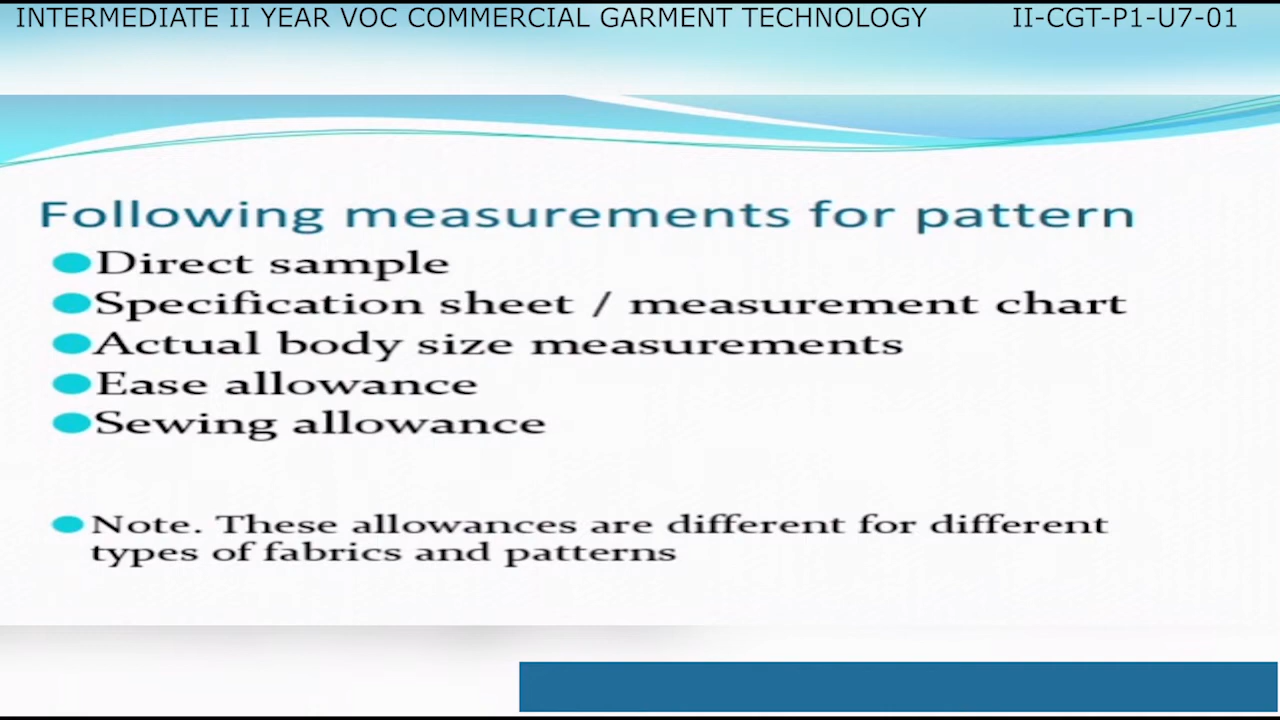 INTERMEDIATE II YEAR VOC COMMERCIAL GARMENT TECHNOLOGY II-CGT-P1-U7-01
Following measurements for pattern
Direct sample
Specification sheet / measurement chart
Actual body size measurements
Ease allowance
Sewing allowance
Note. These allowances are different for different
types of fabrics and patterns